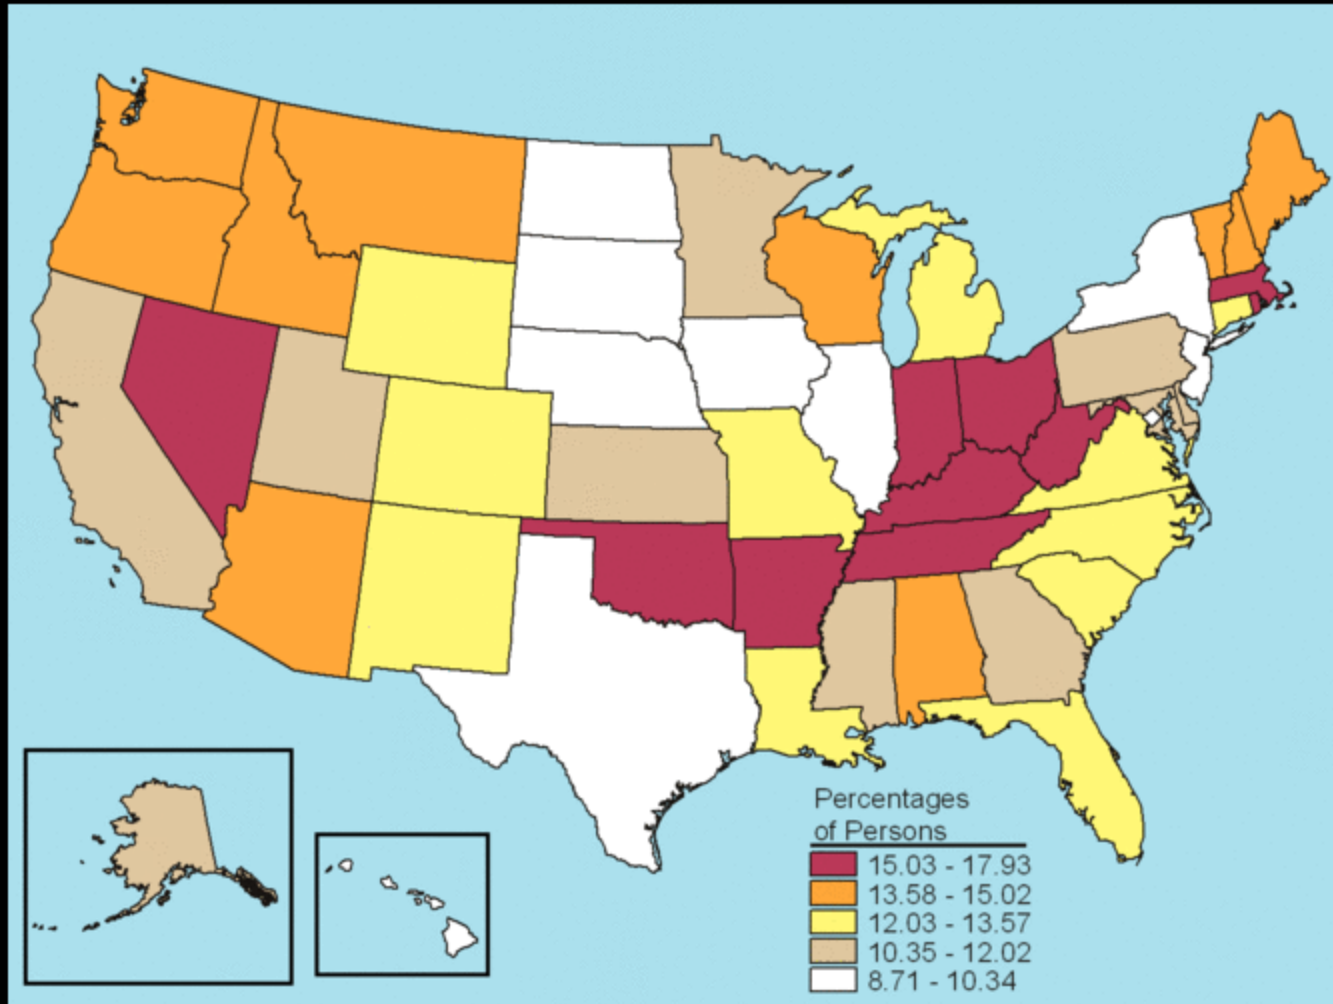 Percentages
of Persons
15.03 - 17.93
13.58 - 15.02
12.03 - 13.57
10.35 - 12.02
8.71 - 10.34